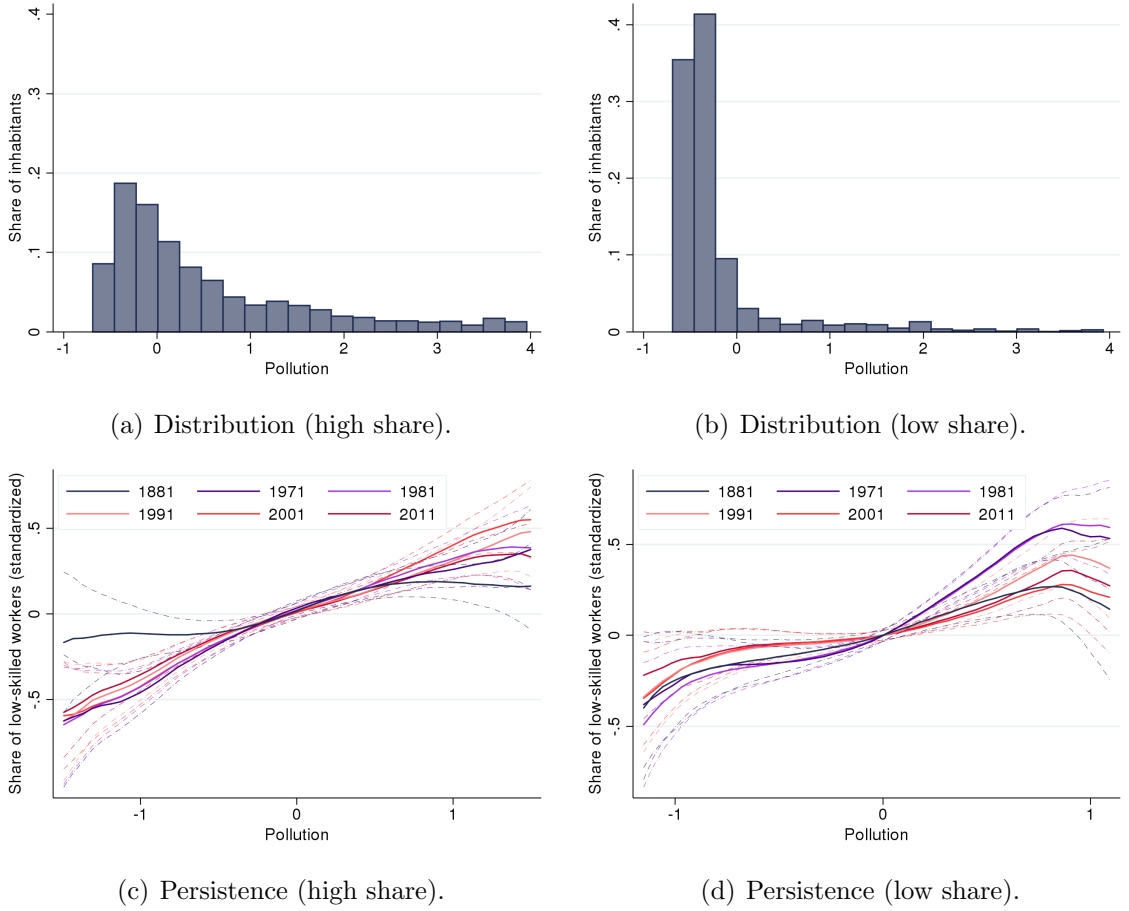 .4
.3
.2
.1
0
Share of inhabitants
-1 0 1 2 3 4
Pollution
(a) Distribution (high share).
.4
.3
.2
.1
0
Share of inhabitants
-1 0 1 2 3 4
Pollution
(b) Distribution (low share).
1881 1971 1981
1991 2001 2011
.5
0
-.5
Share of low-skilled workers (standardized)
-1 0 1
Pollution
(c) Persistence (high share).
1881 1971 1981
1991 2001 2011
.5
0
-.5
Share of low-skilled workers (standardized)
-1 0 1
Pollution
(d) Persistence (low share).